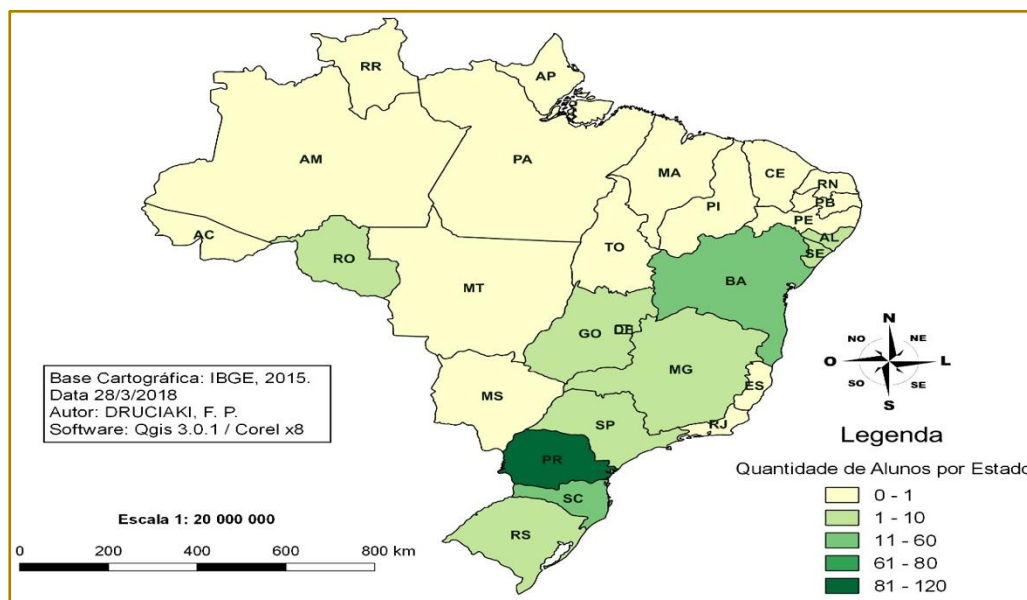 RR
AP
AM
PA
MA
CE
RN
PB
PI
PE
AL
SE
AC
RO
TO
BA
MT
GO
DF
MG
ES
MS
SP
RJ
PR
SC
RS
N
NO
NE
O
L
SO
SE
S
Base Cartográfica: IBGE, 2015.
Data 28/3/2018
Autor: DRUCIAKI, F. P.
Software: Qgis 3.0.1 / Corel x8
Escala 1: 20 000 000
0 200 400 600 800 km
Legenda
Quantidade de Alunos por Estado
0 - 1
1 - 10
11 - 60
61 - 80
81 - 120